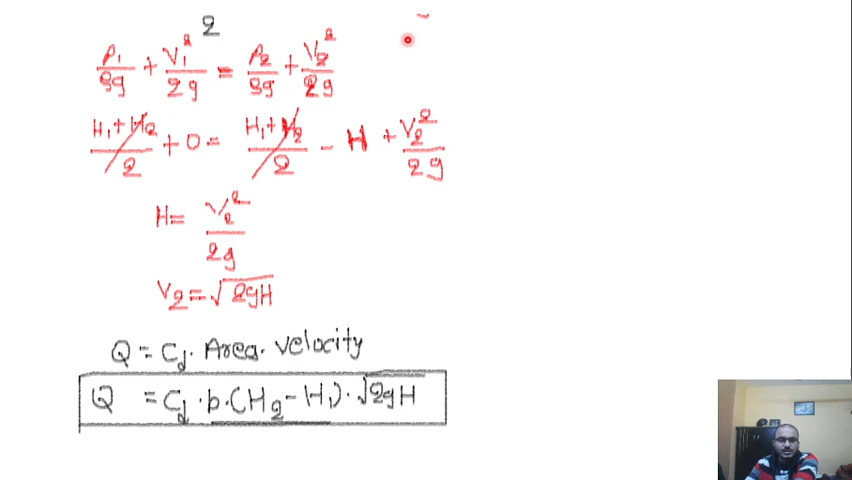 2
P₁/ρg + V₁²/2g = P₂/ρg + V₂²/2g
H₁+H₂/2 + 0 = H₁+H₂/2 - H + V₂²/2g
H = V₂²/2g
V₂ = √2gH
Q = Cd. Area. Velocity
Q = Cd . b. (H₂ - H₁) . √2gH